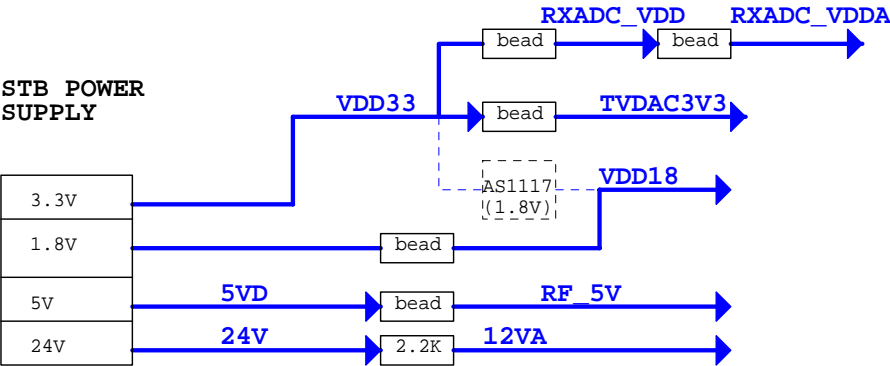 RXADC_VDD
RXADC_VDDA
bead
bead
STB POWER
SUPPLY
VDD33
bead
TVDAC3V3
AS1117
(1.8V)
VDD18
3.3V
1.8V
bead
5V
5VD
bead
RF_5V
24V
24V
2.2K
12VA